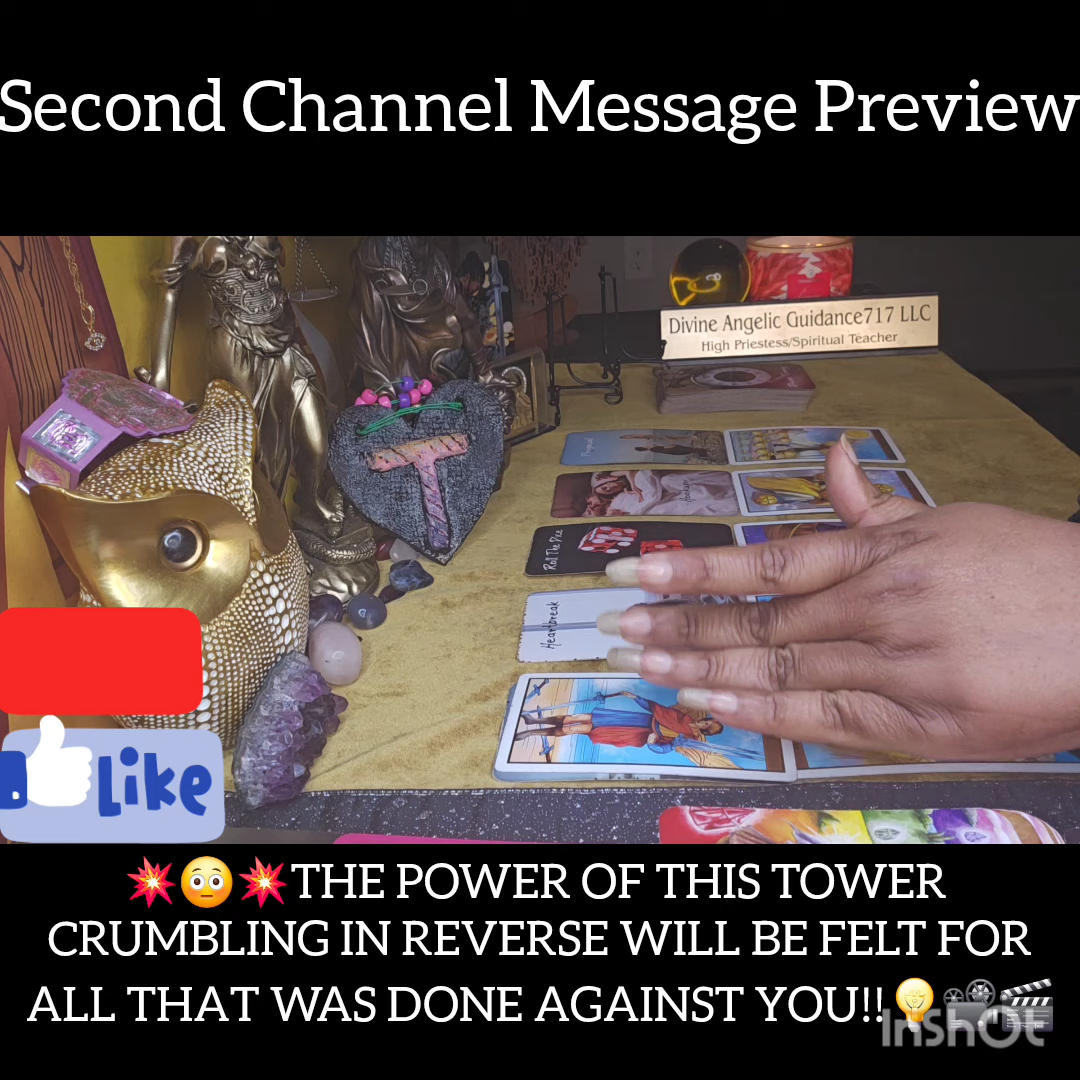 Second Channel Message Preview
Divine Angelic Guidance717 LLC
High Priestess/Spiritual Teacher
Physical
Roll The Dice
Heartbreak
Like
💥😳💥THE POWER OF THIS TOWER
CRUMBLING IN REVERSE WILL BE FELT FOR
ALL THAT WAS DONE AGAINST YOU!!💡📽🎬
InShOt